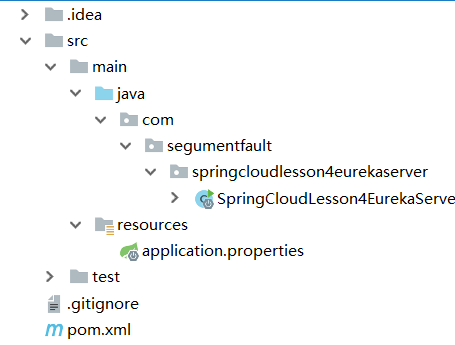 .idea
src
main
java
com
segumentfault
springcloudlesson4eurekaserver
SpringCloudLesson4EurekaServe
resources
application.properties
test
.gitignore
pom.xml